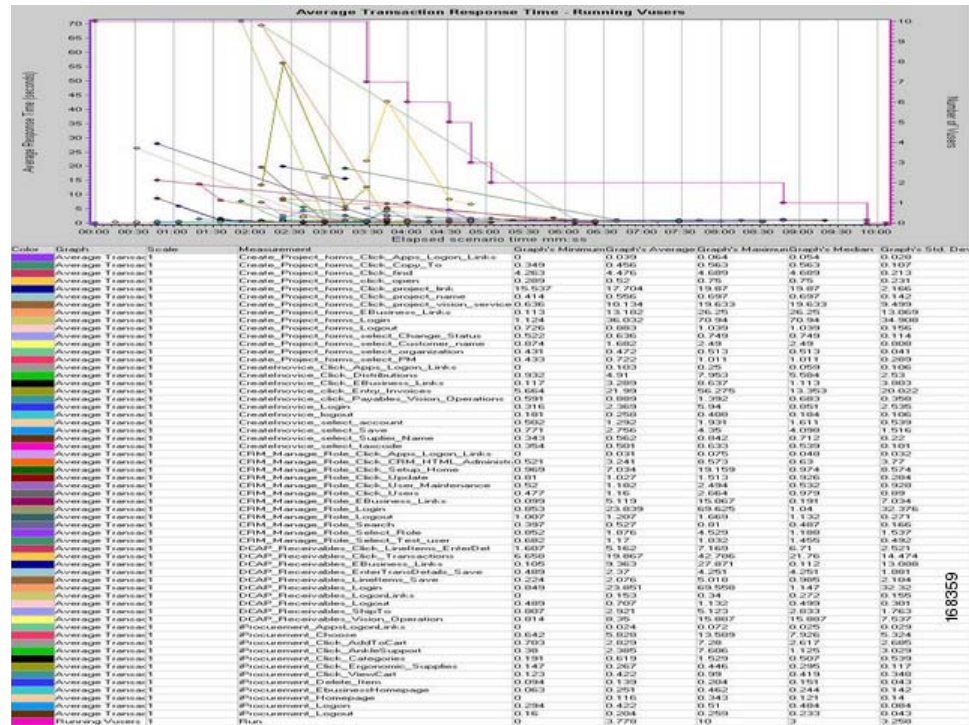 Average Transaction Response Time - Running Vusers
Average Response Time (seconds)
70
65
60
55
50
45
40
35
30
25
20
15
10
5
0
10
9
8
7
6
5
4
3
2
1
0
Number of Vusers
00:00 00:30 01:00 01:30 02:00 02:30 03:00 03:30 04:00 04:30 05:00 05:30 06:00 06:30 07:00 07:30 08:00 08:30 09:00 09:30 10:00
Elapsed scenario time mm:ss
Color Graph Scale Measurement Graph's Minimum Graph's Average Graph's Maximum Graph's Median Graph's Std. Dev
Average Transac 1 Create_Project_forms_Click_Apps_Logon_Links 0 0.039 0.064 0.054 0.028
Average Transac 1 Create_Project_forms_Click_Copy_To 0.349 0.456 0.563 0.563 0.107
Average Transac 1 Create_Project_forms_Click_find 4.263 4.476 4.689 4.689 0.213
Average Transac 1 Create_Project_forms_click_open 0.289 0.52 0.75 0.75 0.231
Average Transac 1 Create_Project_forms_Click_project_link 15.537 17.704 19.87 19.87 2.166
Average Transac 1 Create_Project_forms_Click_project_name 0.414 0.556 0.697 0.697 0.142
Average Transac 1 Create_Project_forms_Click_project_vision_service 0.636 10.134 19.633 19.633 9.499
Average Transac 1 Create_Project_forms_EBusiness_Links 0.113 13.182 26.25 26.25 13.069
Average Transac 1 Create_Project_forms_Login 1.124 36.032 70.94 70.94 34.908
Average Transac 1 Create_Project_forms_Logout 0.726 0.883 1.039 1.039 0.156
Average Transac 1 Create_Project_forms_select_Change_Status 0.522 0.636 0.749 0.749 0.114
Average Transac 1 Create_Project_forms_select_Customer_name 0.874 1.682 2.49 2.49 0.808
Average Transac 1 Create_Project_forms_select_organization 0.431 0.472 0.513 0.513 0.041
Average Transac 1 Create_Project_forms_select_PM 0.433 0.722 1.011 1.011 0.289
Average Transac 1 CreateInovice_Click_Apps_Logon_Links 0 0.103 0.25 0.059 0.106
Average Transac 1 CreateInovice_Click_Distributions 0.932 4.91 7.953 5.584 2.53
Average Transac 1 CreateInovice_Click_EBusiness_Links 0.117 3.289 8.637 1.113 3.803
Average Transac 1 CreateInovice_click_Entry_Invoices 5.664 21.99 56.275 13.353 20.022
Average Transac 1 CreateInovice_click_Payables_Vision_Operations 0.591 0.889 1.392 0.683 0.358
Average Transac 1 CreateInovice_Login 0.316 2.369 5.94 0.851 2.535
Average Transac 1 CreateInovice_logout 0.181 0.258 0.408 0.184 0.106
Average Transac 1 CreateInovice_select_account 0.502 1.292 1.931 1.611 0.539
Average Transac 1 CreateInovice_select_Save 0.771 2.756 4.35 4.098 1.516
Average Transac 1 CreateInovice_select_Suplier_Name 0.343 0.562 0.842 0.712 0.22
Average Transac 1 CreateInovice_select_taxcode 0.354 0.501 0.643 0.539 0.101
Average Transac 1 CRM_Manage_Role_Click_Apps_Logon_Links 0 0.031 0.075 0.048 0.032
Average Transac 1 CRM_Manage_Role_Click_CRM_HTML_Administr 0.521 3.241 8.573 0.63 3.77
Average Transac 1 CRM_Manage_Role_Click_Setup_Home 0.969 7.034 19.159 0.974 8.574
Average Transac 1 CRM_Manage_Role_Click_Update 0.81 1.027 1.513 0.926 0.284
Average Transac 1 CRM_Manage_Role_Click_User_Maintenance 0.52 1.182 2.494 0.532 0.928
Average Transac 1 CRM_Manage_Role_Click_Users 0.477 1.16 2.664 0.979 0.89
Average Transac 1 CRM_Manage_Role_EBusiness_Links 0.099 5.119 15.067 0.191 7.034
Average Transac 1 CRM_Manage_Role_Login 0.853 23.839 69.625 1.04 32.376
Average Transac 1 CRM_Manage_Role_Logout 1.007 1.207 1.669 1.132 0.271
Average Transac 1 CRM_Manage_Role_Search 0.397 0.527 0.81 0.487 0.166
Average Transac 1 CRM_Manage_Role_Select_Role 0.852 1.876 4.529 1.189 1.537
Average Transac 1 CRM_Manage_Role_Select_Test_user 0.682 1.17 1.832 1.455 0.492
Average Transac 1 DCAP_Receivables_Click_LineItems_EnterDet 1.607 5.162 7.169 6.71 2.521
Average Transac 1 DCAP_Receivables_Click_Transactions 6.658 19.867 42.786 21.76 14.474
Average Transac 1 DCAP_Receivables_EBusiness_Links 0.105 9.363 27.871 0.112 13.088
Average Transac 1 DCAP_Receivables_EnterTransDetails_Save 0.489 2.37 4.251 4.251 1.881
Average Transac 1 DCAP_Receivables_LineItems_Save 0.224 2.076 5.018 0.985 2.104
Average Transac 1 DCAP_Receivables_Login 0.849 23.851 69.558 1.147 32.32
Average Transac 1 DCAP_Receivables_LogonLinks 0 0.153 0.34 0.272 0.155
Average Transac 1 DCAP_Receivables_Logout 0.489 0.707 1.132 0.499 0.301
Average Transac 1 DCAP_Receivables_ShipTo 0.807 2.921 5.123 2.833 1.763
Average Transac 1 DCAP_Receivables_Vision_Operation 0.814 8.35 15.887 15.887 7.537
Average Transac 1 iProcurement_AppsLogonLinks 0 0.024 0.072 0.025 0.029
Average Transac 1 iProcurement_Choose 0.642 5.828 13.589 7.926 5.324
Average Transac 1 iProcurement_Click_AddToCart 0.703 2.829 7.28 2.617 2.685
Average Transac 1 iProcurement_Click_AnkleSupport 0.38 2.385 7.606 1.125 3.029
Average Transac 1 iProcurement_Click_Categories 0.191 0.619 1.529 0.507 0.539
Average Transac 1 iProcurement_Click_Ergonomic_Supplies 0.147 0.267 0.446 0.295 0.117
Average Transac 1 iProcurement_Click_ViewCart 0.123 0.422 0.99 0.419 0.348
Average Transac 1 iProcurement_Delete_Item 0.094 0.139 0.204 0.151 0.043
Average Transac 1 iProcurement_EbusinessHomepage 0.063 0.251 0.462 0.244 0.142
Average Transac 1 iProcurement_Homepage 0 0.116 0.343 0.121 0.14
Average Transac 1 iProcurement_Logon 0.294 0.422 0.51 0.484 0.084
Average Transac 1 iProcurement_Logout 0.16 0.204 0.259 0.233 0.043
Running Vusers 1 Run 0 3.778 10 3 3.258
168359